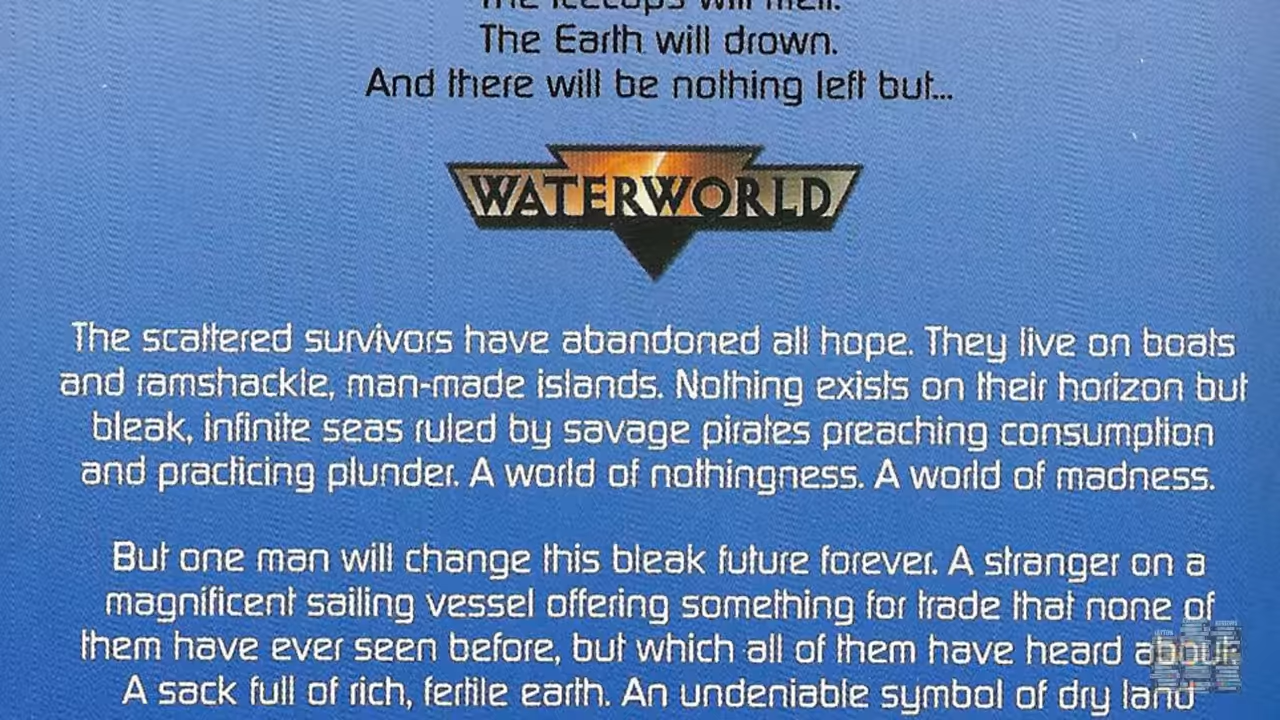 The Icecaps will melt.
The Earth will drown.
And there will be nothing left but...
WATERWORLD
The scattered survivors have abandoned all hope. They live on boats
and ramshackle, man-made islands. Nothing exists on their horizon but
bleak, infinite seas ruled by savage pirates preaching consumption
and practicing plunder. A world of nothingness. A world of madness.
But one man will change this bleak future forever. A stranger on a
magnificent sailing vessel offering something for trade that none of
them have ever seen before, but which all of them have heard about.
A sack full of rich, fertile earth. An undeniable symbol of dry land